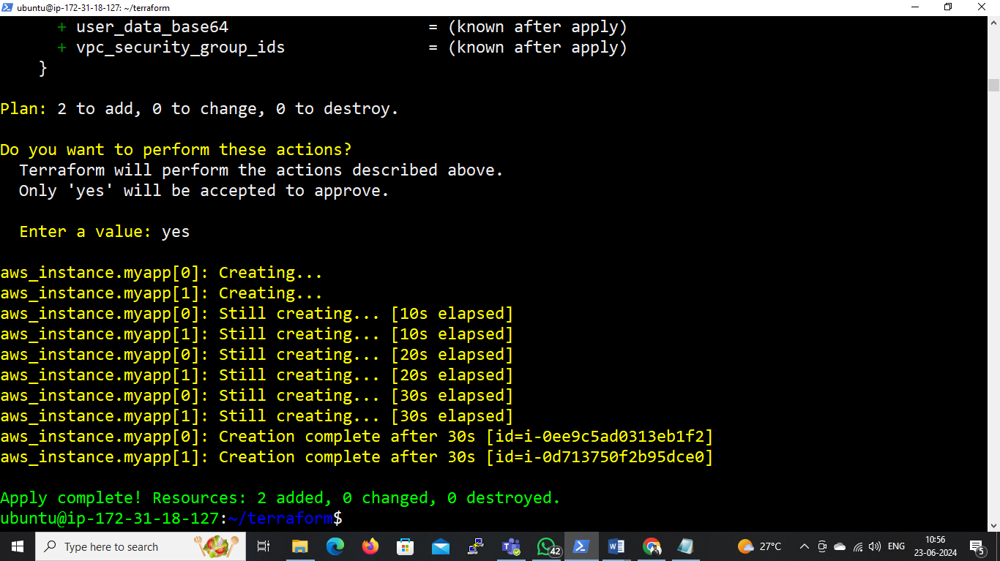 ubuntu@ip-172-31-18-127: ~/terraform
+ user_data_base64 = (known after apply)
+ vpc_security_group_ids = (known after apply)
}
Plan: 2 to add, 0 to change, 0 to destroy.
Do you want to perform these actions?
Terraform will perform the actions described above.
Only 'yes' will be accepted to approve.
Enter a value: yes
aws_instance.myapp[0]: Creating...
aws_instance.myapp[1]: Creating...
aws_instance.myapp[0]: Still creating... [10s elapsed]
aws_instance.myapp[1]: Still creating... [10s elapsed]
aws_instance.myapp[0]: Still creating... [20s elapsed]
aws_instance.myapp[1]: Still creating... [20s elapsed]
aws_instance.myapp[0]: Still creating... [30s elapsed]
aws_instance.myapp[1]: Still creating... [30s elapsed]
aws_instance.myapp[0]: Creation complete after 30s [id=i-0ee9c5ad0313eb1f2]
aws_instance.myapp[1]: Creation complete after 30s [id=i-0d713750f2b95dce0]
Apply complete! Resources: 2 added, 0 changed, 0 destroyed.
ubuntu@ip-172-31-18-127:~/terraform$
Type here to search
42
27°C
ENG
10:56
23-06-2024
5